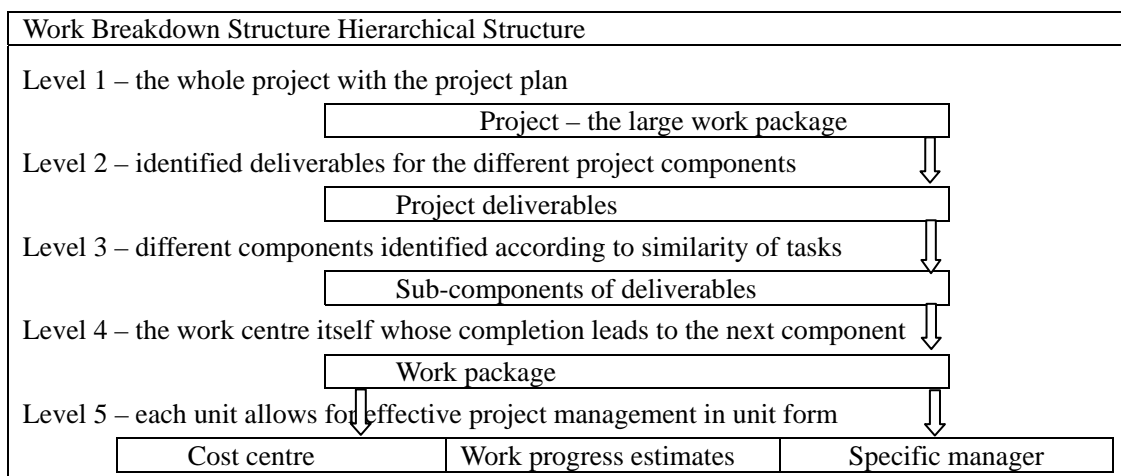 Work Breakdown Structure Hierarchical Structure
Level 1 – the whole project with the project plan
Project – the large work package
Level 2 – identified deliverables for the different project components
Project deliverables
Level 3 – different components identified according to similarity of tasks
Sub-components of deliverables
Level 4 – the work centre itself whose completion leads to the next component
Work package
Level 5 – each unit allows for effective project management in unit form
Cost centre Work progress estimates Specific manager